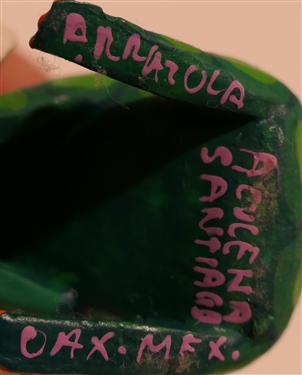 ARRAZOLA
AZUCENA
SANTIAGO
OAX. MEX.